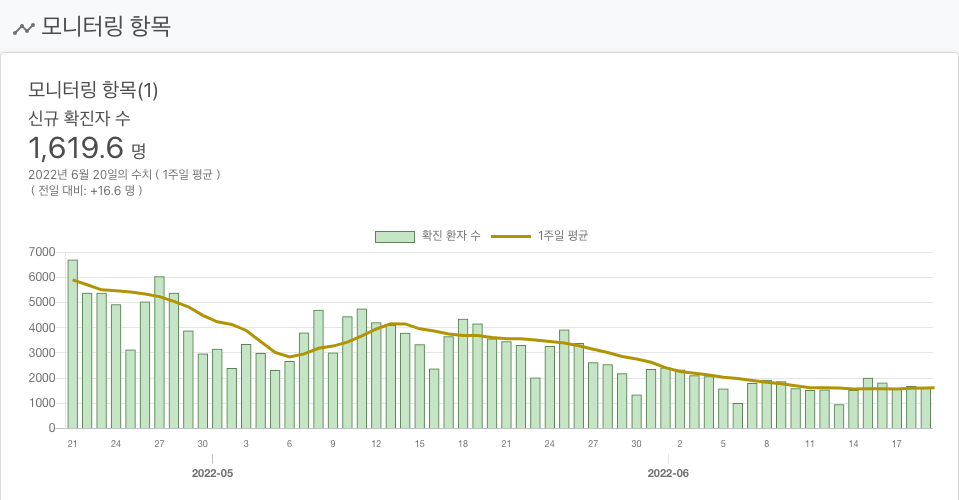 모니터링 항목
모니터링 항목(1)
신규 확진자 수
1,619.6 명
2022년 6월 20일의 수치 ( 1주일 평균 )
( 전일 대비: +16.6 명 )
확진 환자 수 1주일 평균
7000
6000
5000
4000
3000
2000
1000
0
21 24 27 30 3 6 9 12 15 18 21 24 27 30 2 5 8 11 14 17
2022-05 2022-06